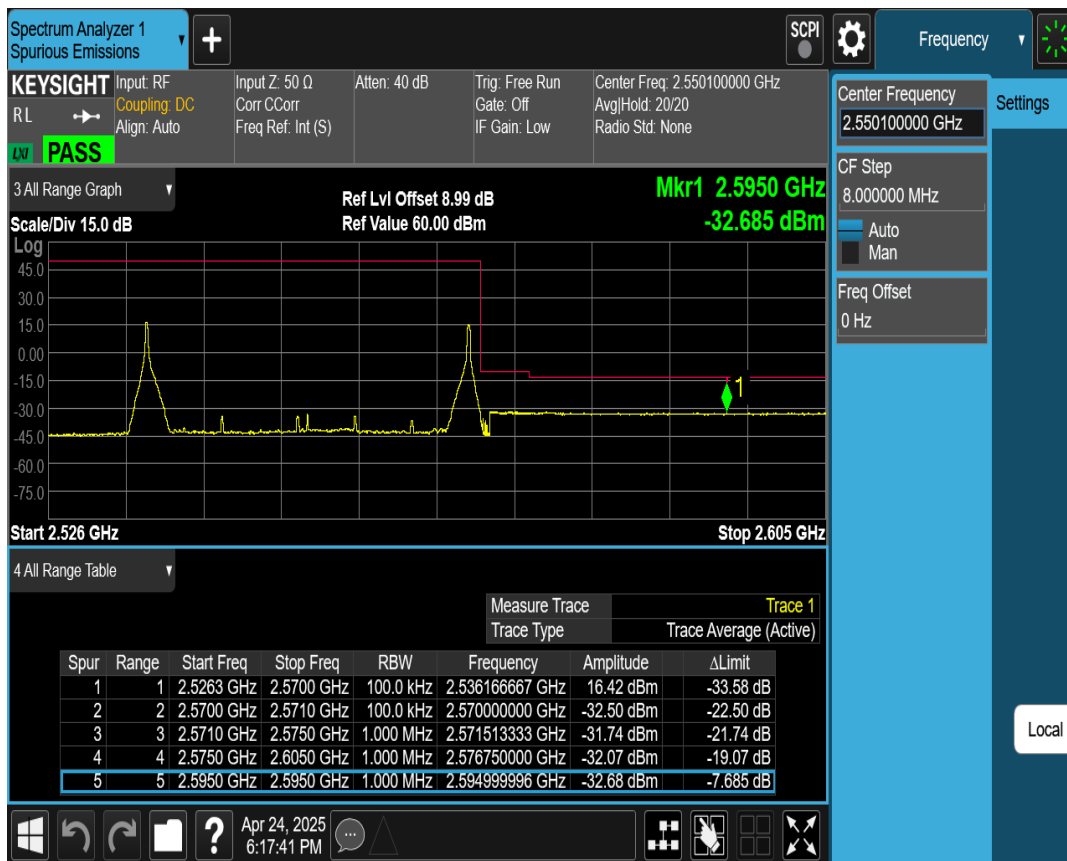 Spectrum Analyzer 1
Spurious Emissions
+
SCPI
Frequency
KEYSIGHT
RL
LXI
PASS
Input: RF
Coupling: DC
Align: Auto
Input Z: 50 Ω
Corr CCorr
Freq Ref: Int (S)
Atten: 40 dB
Trig: Free Run
Gate: Off
IF Gain: Low
Center Freq: 2.550100000 GHz
Avg|Hold: 20/20
Radio Std: None
Center Frequency
2.550100000 GHz
Settings
CF Step
8.000000 MHz
Auto
Man
Freq Offset
0 Hz
Local
3 All Range Graph
Scale/Div 15.0 dB
Ref Lvl Offset 8.99 dB
Ref Value 60.00 dBm
Mkr1 2.5950 GHz
-32.685 dBm
Log
45.0
30.0
15.0
0.00
-15.0
-30.0
-45.0
-60.0
-75.0
1
Start 2.526 GHz
Stop 2.605 GHz
4 All Range Table
Measure Trace Trace 1
Trace Type Trace Average (Active)
Spur Range Start Freq Stop Freq RBW Frequency Amplitude ΔLimit
1 1 2.5263 GHz 2.5700 GHz 100.0 kHz 2.536166667 GHz 16.42 dBm -33.58 dB
2 2 2.5700 GHz 2.5710 GHz 100.0 kHz 2.570000000 GHz -32.50 dBm -22.50 dB
3 3 2.5710 GHz 2.5750 GHz 1.000 MHz 2.571513333 GHz -31.74 dBm -21.74 dB
4 4 2.5750 GHz 2.6050 GHz 1.000 MHz 2.576750000 GHz -32.07 dBm -19.07 dB
5 5 2.5950 GHz 2.5950 GHz 1.000 MHz 2.594999996 GHz -32.68 dBm -7.685 dB
?
Apr 24, 2025
6:17:41 PM